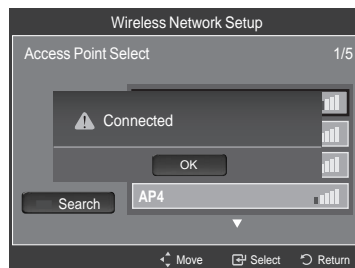 Wireless Network Setup
Access Point Select 1/5
Connected
OK
Search
AP4
Move Select Return